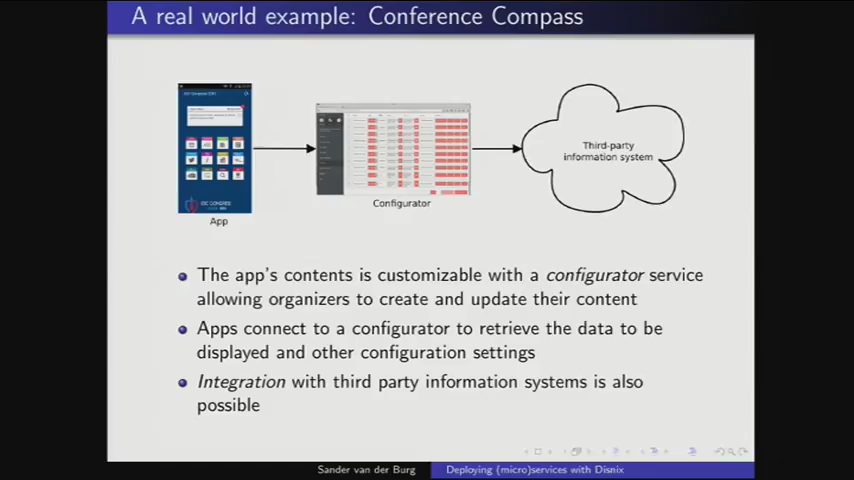 A real world example: Conference Compass
Third-party
information system
ESC CONGRESS
Configurator
App
The app's contents is customizable with a configurator service
allowing organizers to create and update their content
Apps connect to a configurator to retrieve the data to be
displayed and other configuration settings
Integration with third party information systems is also
possible
Sander van der Burg
Deploying (micro)services with Disnix